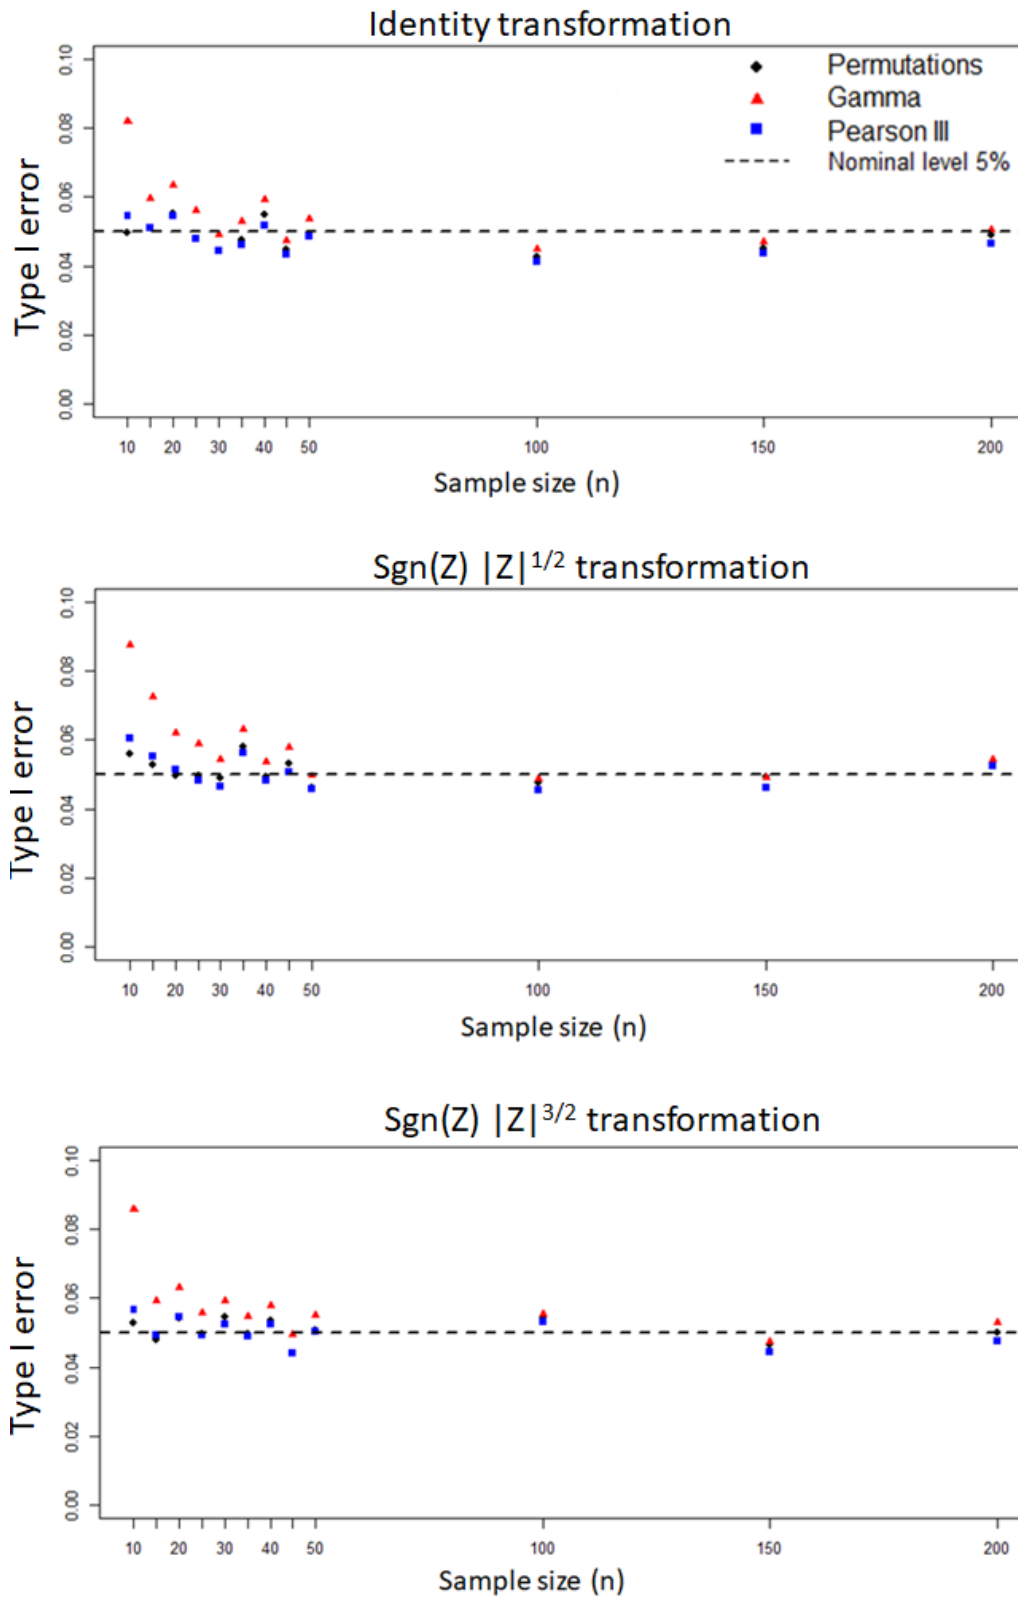 Identity transformation
0.10
Permutations
Gamma
0.08
Pearson III
Nominal level 5%
0.06
Type I error
0.04
0.02
0.00
10 20 30 40 50 100 150 200
Sample size (n)
Sgn(Z) |Z|^1/2 transformation
0.10
0.08
0.06
Type I error
0.04
0.02
0.00
10 20 30 40 50 100 150 200
Sample size (n)
Sgn(Z) |Z|^3/2 transformation
0.10
0.08
0.06
Type I error
0.04
0.02
0.00
10 20 30 40 50 100 150 200
Sample size (n)